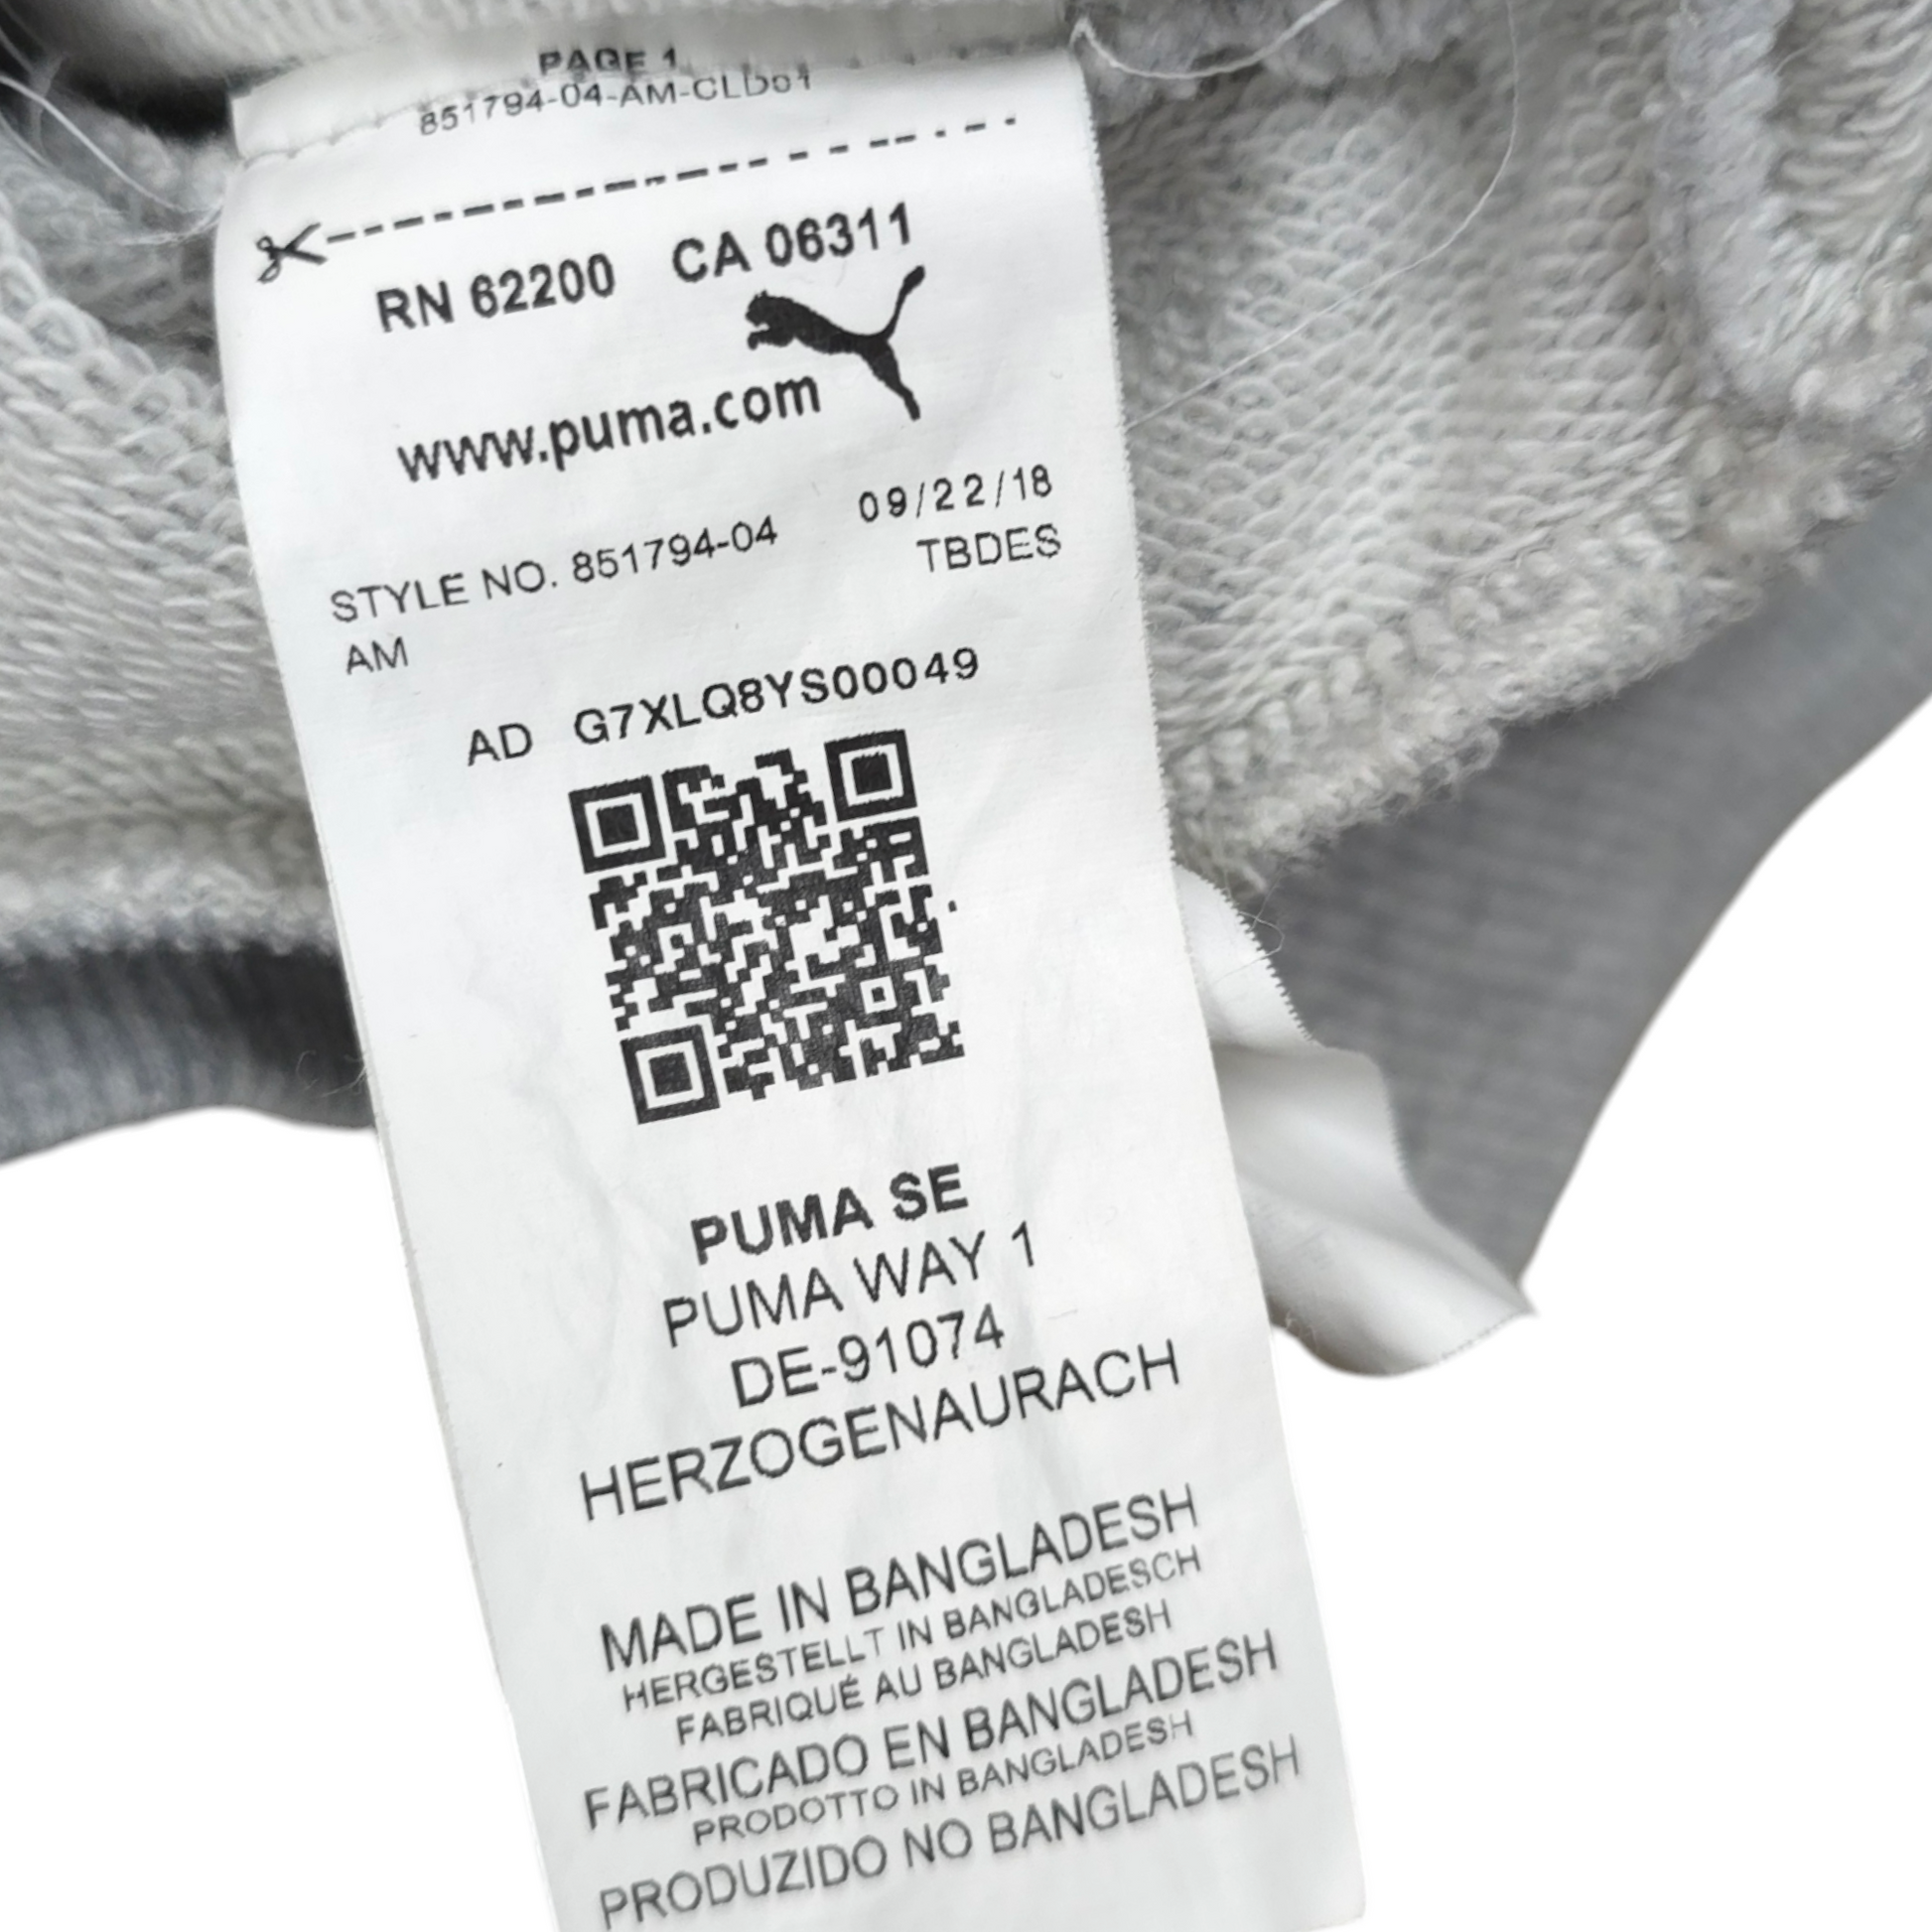 PAGE 1
851794-04-AM-CLD01
RN 62200 CA 06311
www.puma.com
STYLE NO. 851794-04 09/22/18
AM TBDES
AD G7XLQ8YS00049
PUMA SE
PUMA WAY 1
DE-91074
HERZOGENAURACH
MADE IN BANGLADESH
HERGESTELLT IN BANGLADESCH
FABRIQUÉ AU BANGLADESH
FABRICADO EN BANGLADESH
PRODOTTO IN BANGLADESH
PRODUZIDO NO BANGLADESH